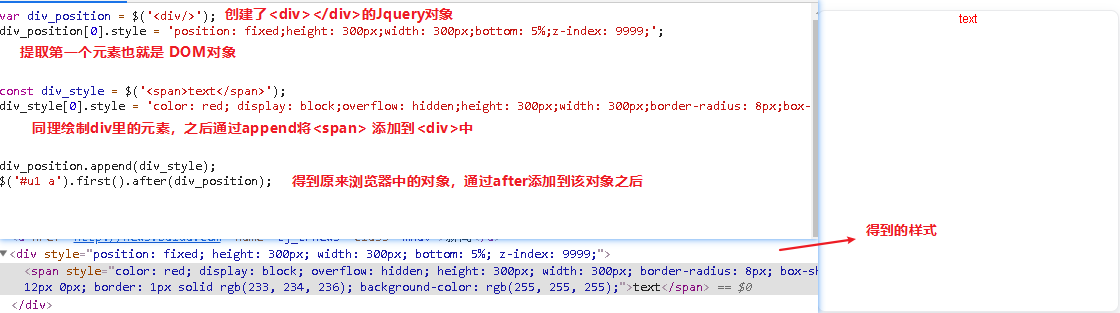 var div_position = $('<div/>'); 创建了<div></div>的Jquery对象
div_position[0].style = 'position: fixed;height: 300px;width: 300px;bottom: 5%;z-index: 9999;';
提取第一个元素也就是 DOM对象
const div_style = $('<span>text</span>');
div_style[0].style = 'color: red; display: block;overflow: hidden;height: 300px;width: 300px;border-radius: 8px;box-
同理绘制div里的元素，之后通过append将<span> 添加到<div>中
div_position.append(div_style);
$('#u1 a').first().after(div_position); 得到原来浏览器中的对象，通过after添加到该对象之后
<div style="position: fixed; height: 300px; width: 300px; bottom: 5%; z-index: 9999;">
<span style="color: red; display: block; overflow: hidden; height: 300px; width: 300px; border-radius: 8px; box-sh
12px 0px; border: 1px solid rgb(233, 234, 236); background-color: rgb(255, 255, 255);">text</span> == $0
</div>
text
得到的样式